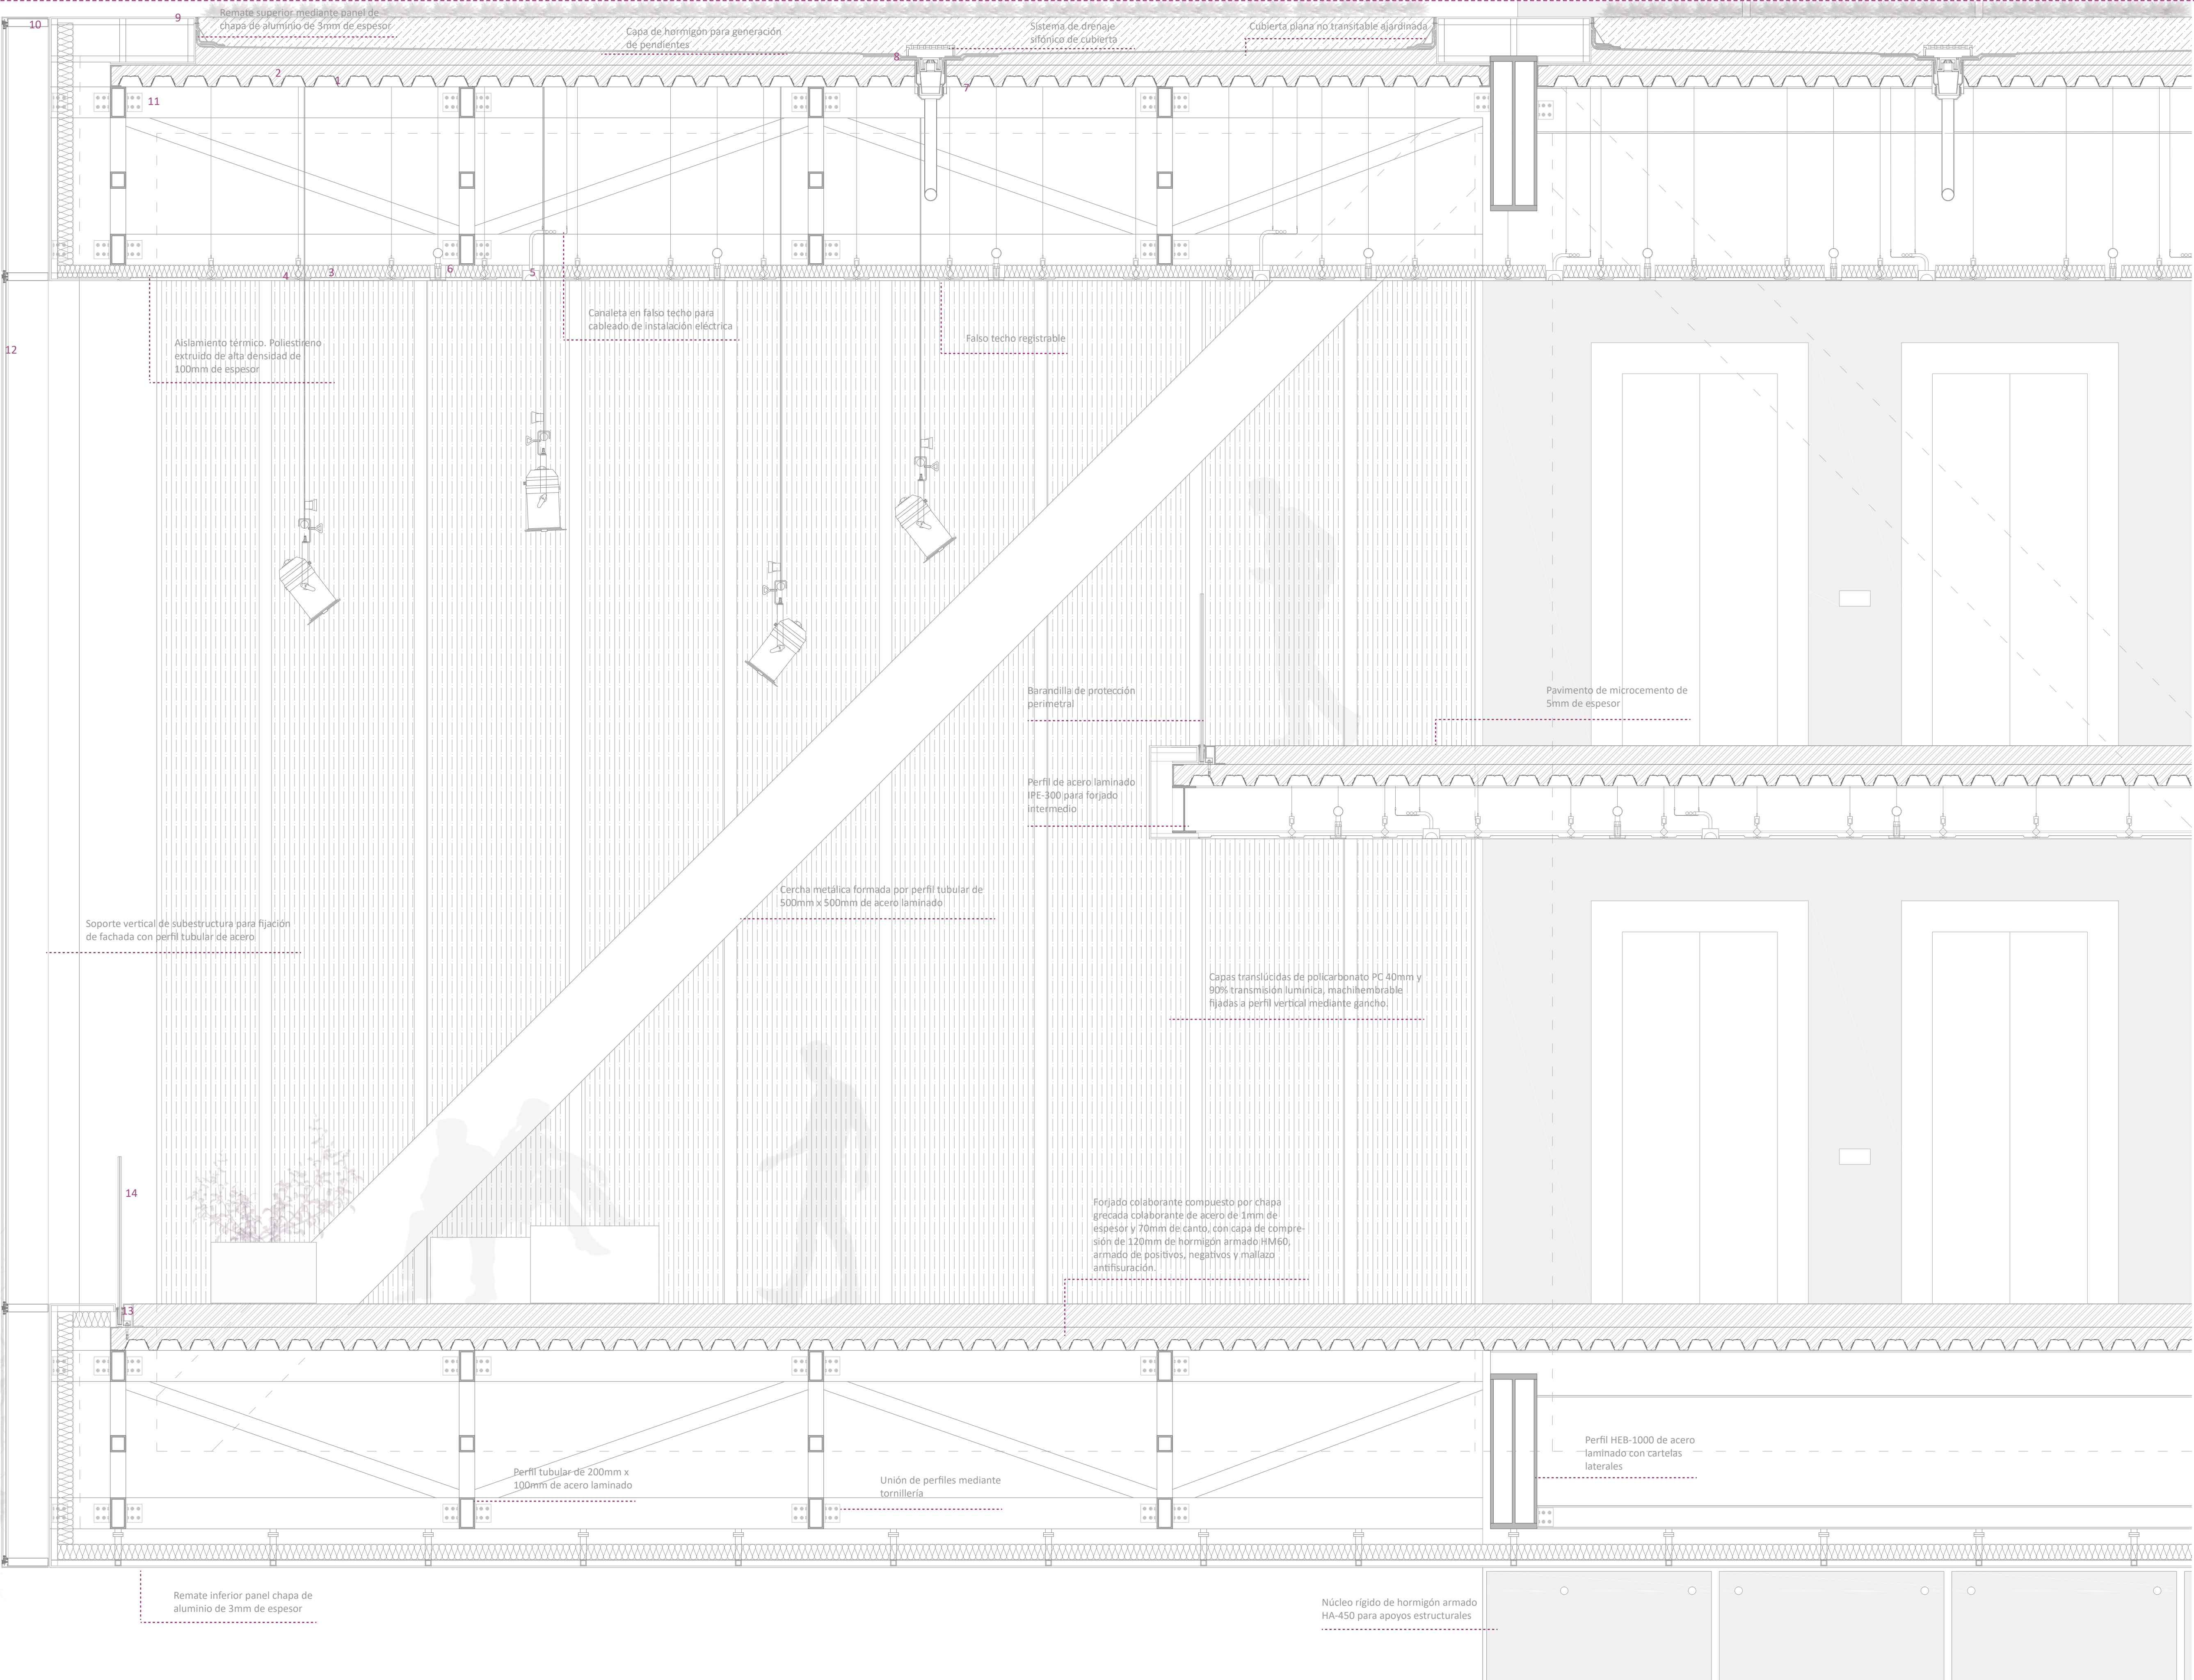 9
Remate superior mediante panel de
chapa de aluminio de 3mm de espesor
10
Capa de hormigón para generación
de pendientes
Sistema de drenaje
sifónico de cubierta
Cubierta plana no transitable ajardinada
8
2
1
7
11
4
3
6
5
Canaleta en falso techo para
cableado de instalación eléctrica
Falso techo registrable
Aislamiento térmico. Poliestireno
extruido de alta densidad de
100mm de espesor
12
Barandilla de protección
perimetral
Pavimento de microcemento de
5mm de espesor
Perfil de acero laminado
IPE-300 para forjado
intermedio
Cercha metálica formada por perfil tubular de
500mm x 500mm de acero laminado
Soporte vertical de subestructura para fijación
de fachada con perfil tubular de acero
Capas translúcidas de policarbonato PC 40mm y
90% transmisión lumínica, machihembrable
fijadas a perfil vertical mediante gancho.
14
Forjado colaborante compuesto por chapa
grecada colaborante de acero de 1mm de
espesor y 70mm de canto, con capa de compre-
sión de 120mm de hormigón armado HM60,
armado de positivos, negativos y mallazo
antifisuración.
13
Perfil HEB-1000 de acero
laminado con cartelas
laterales
Perfil tubular de 200mm x
100mm de acero laminado
Unión de perfiles mediante
tornillería
Remate inferior panel chapa de
aluminio de 3mm de espesor
Núcleo rígido de hormigón armado
HA-450 para apoyos estructurales